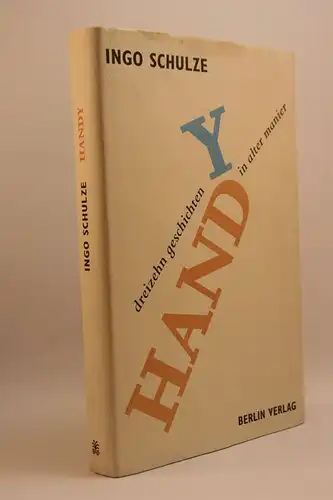 INGO SCHULZE
HANDY
dreizehn geschichten
in alter manier
BERLIN VERLAG
INGO SCHULZE HANDY